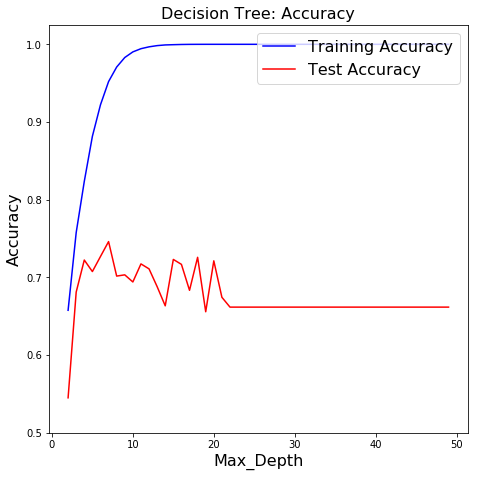 Decision Tree: Accuracy
Training Accuracy
Test Accuracy
Accuracy
1.0
0.9
0.8
0.7
0.6
0.5
0 10 20 30 40 50
Max_Depth